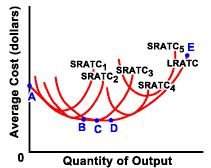 Average Cost (dollars)
SRATC5
E
LRATC
SRATC1
SRATC2
SRATC3
SRATC4
A
B
C
D
0
Quantity of Output